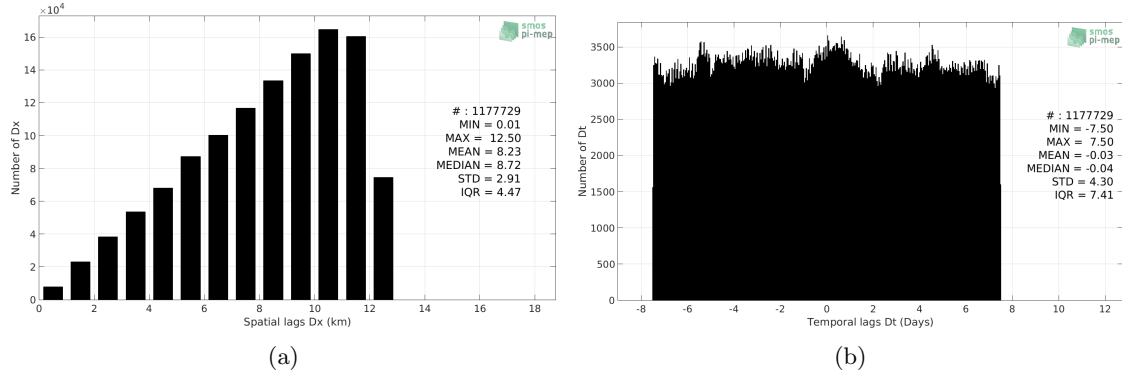 ×10⁴
smos
pi-mep
16
14
12
10
8
6
4
2
0
Number of Dx
# : 1177729
MIN = 0.01
MAX = 12.50
MEAN = 8.23
MEDIAN = 8.72
STD = 2.91
IQR = 4.47
0 2 4 6 8 10 12 14 16 18
Spatial lags Dx (km)
(a)
smos
pi-mep
3500
3000
2500
2000
1500
1000
500
0
Number of Dt
# : 1177729
MIN = -7.50
MAX = 7.50
MEAN = -0.03
MEDIAN = -0.04
STD = 4.30
IQR = 7.41
-8 -6 -4 -2 0 2 4 6 8 10 12
Temporal lags Dt (Days)
(b)